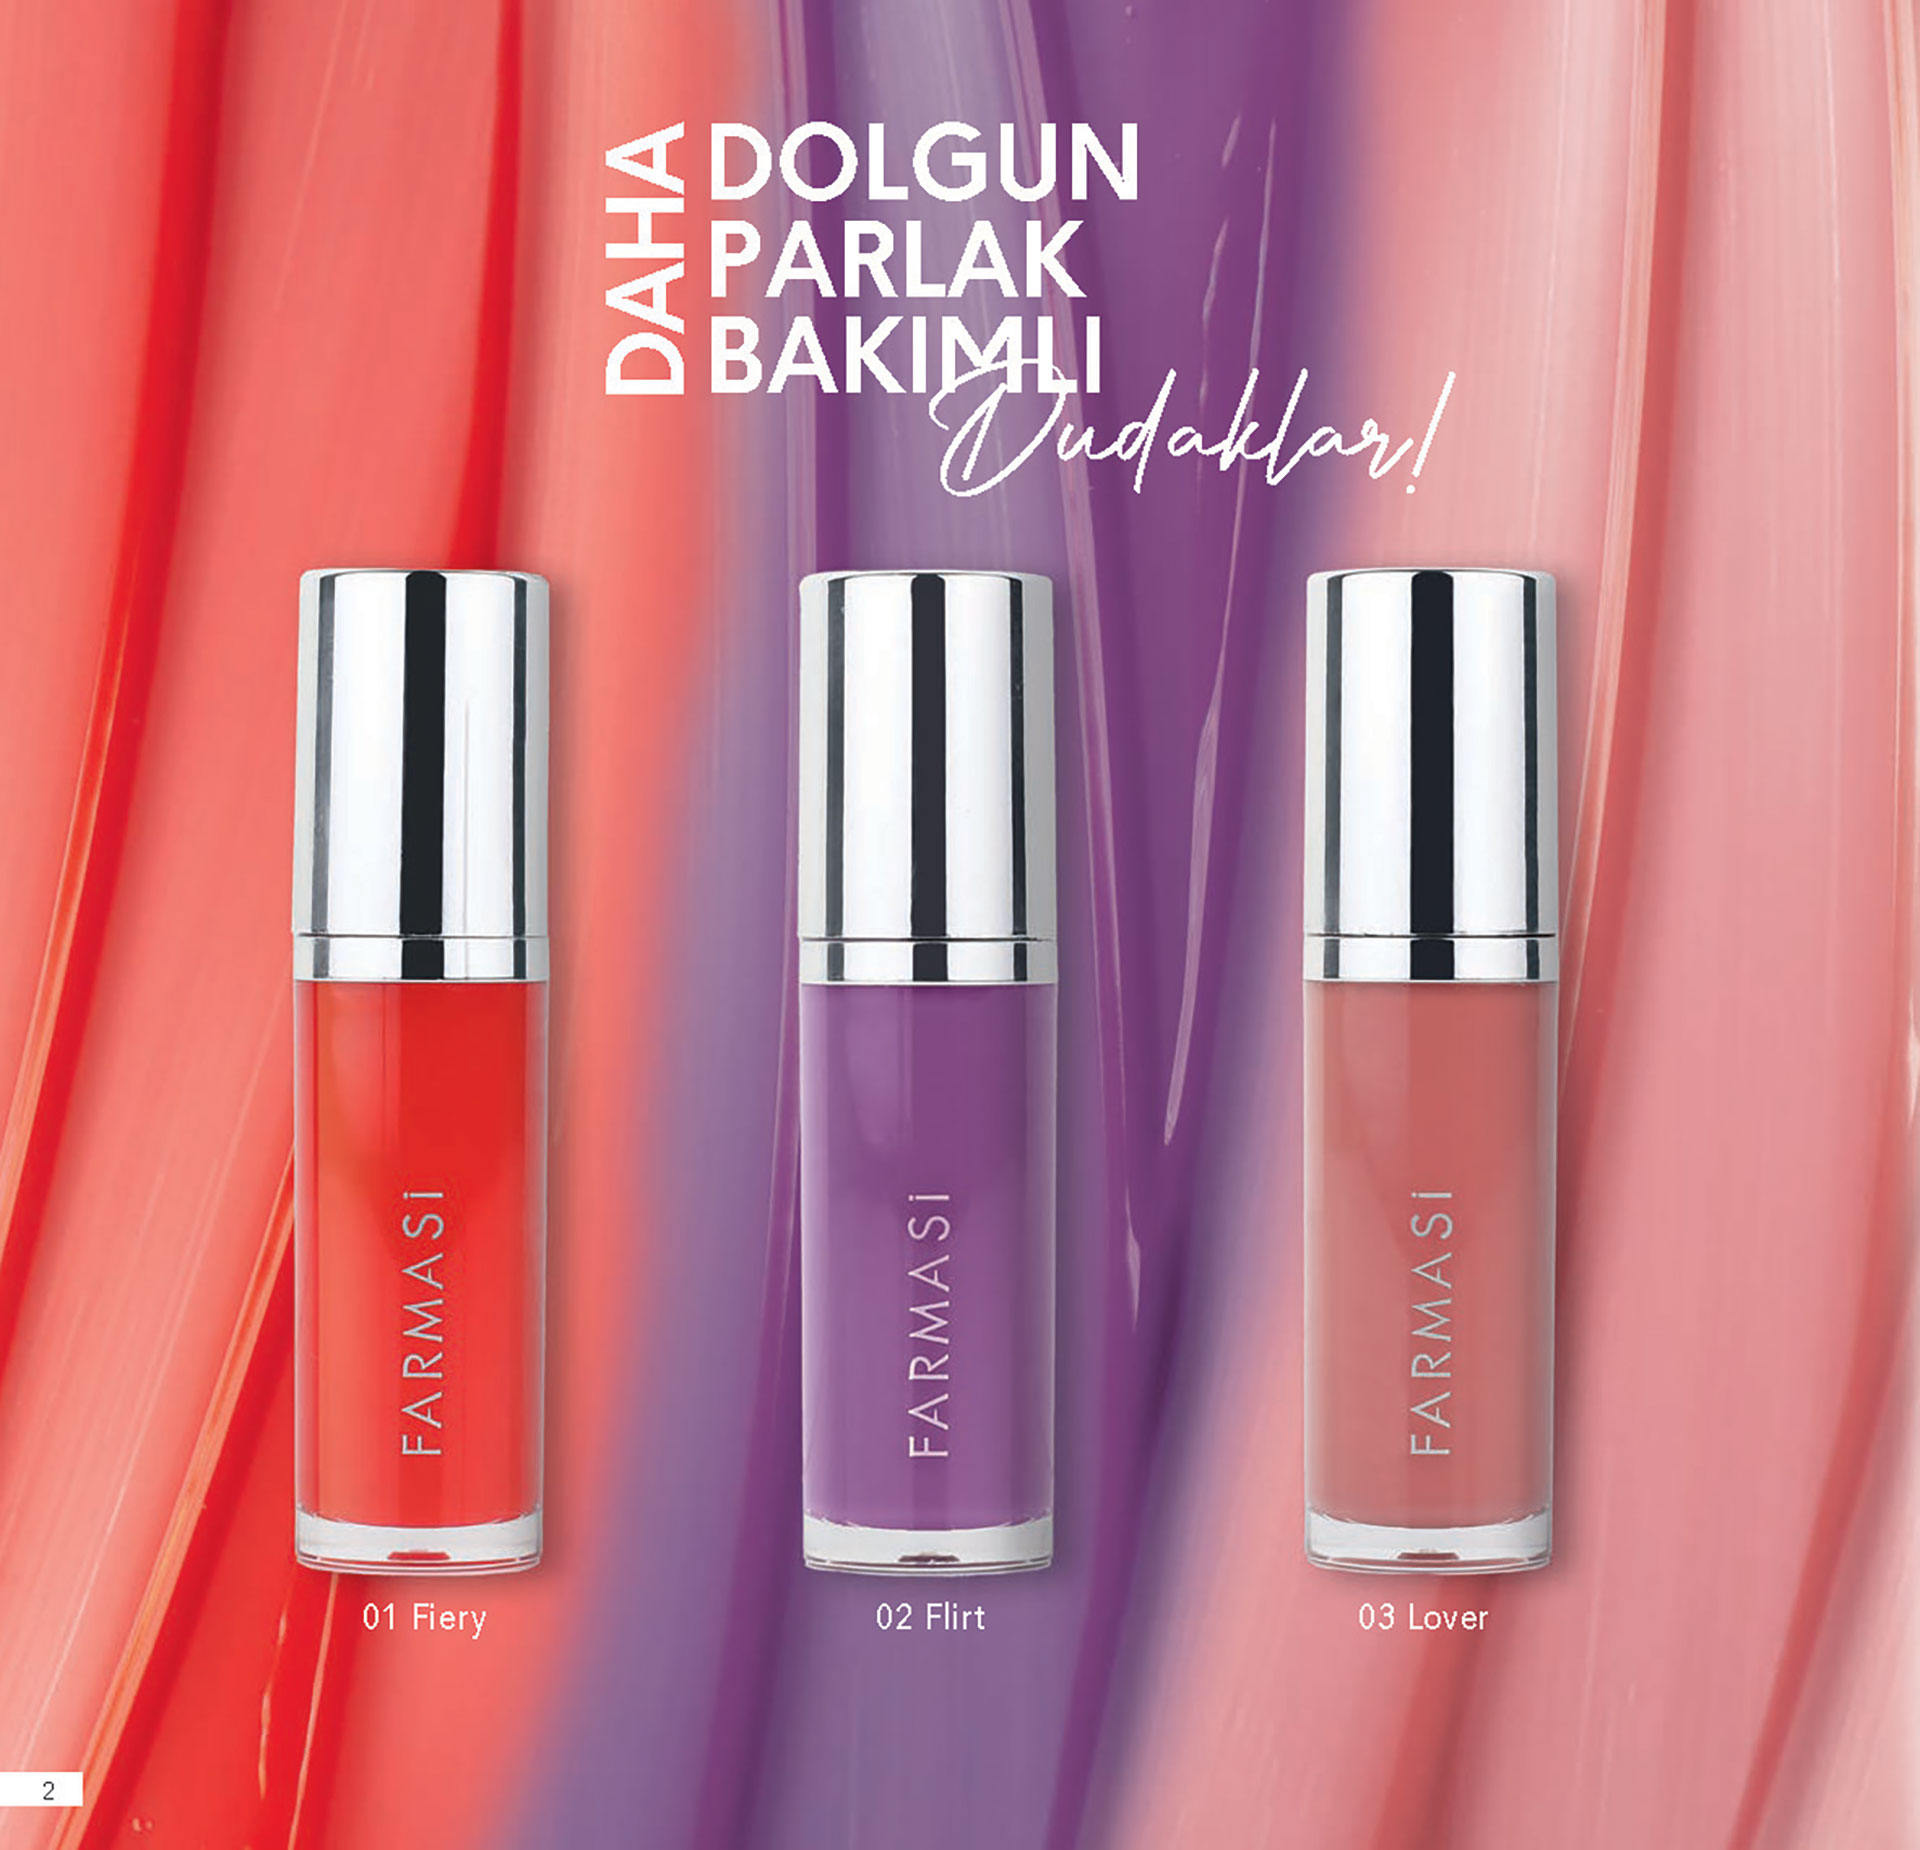 DAHA
DOLGUN
PARLAK
BAKIMLI
Dudaklar!
FARMASi
FARMASi
FARMASi
01 Fiery
02 Flirt
03 Lover
2